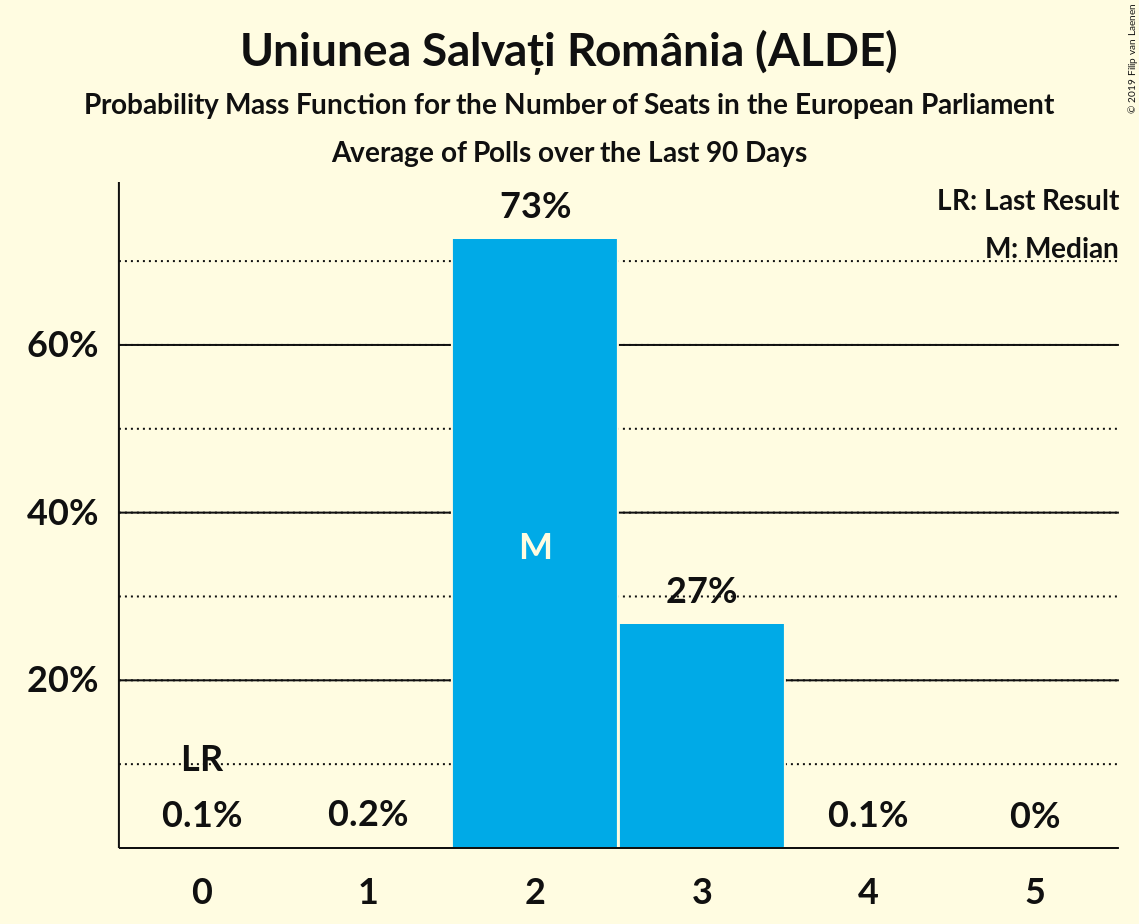 Uniunea Salvați România (ALDE)
Probability Mass Function for the Number of Seats in the European Parliament
Average of Polls over the Last 90 Days
© 2019 Filip van Laenen
LR: Last Result
M: Median
73%
60%
40%
M
27%
20%
LR
0.1%
0.2%
0.1%
0%
0 1 2 3 4 5